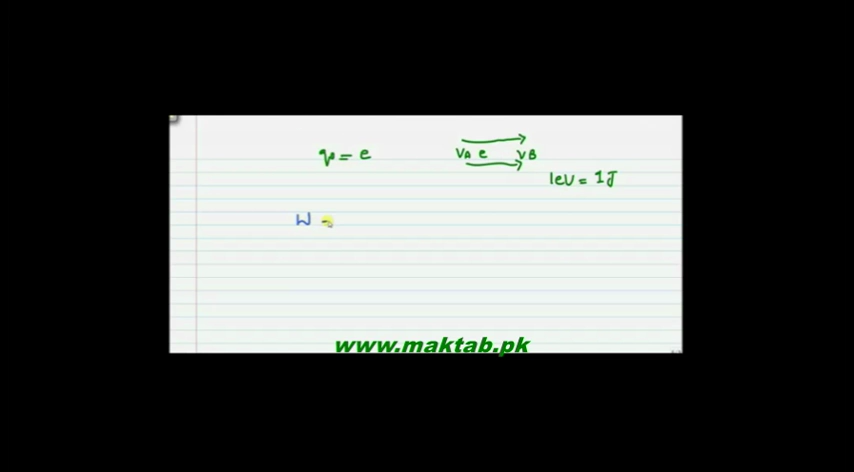 q₀ = e
VA e VB
1eV = 1J
W =
www.maktab.pk